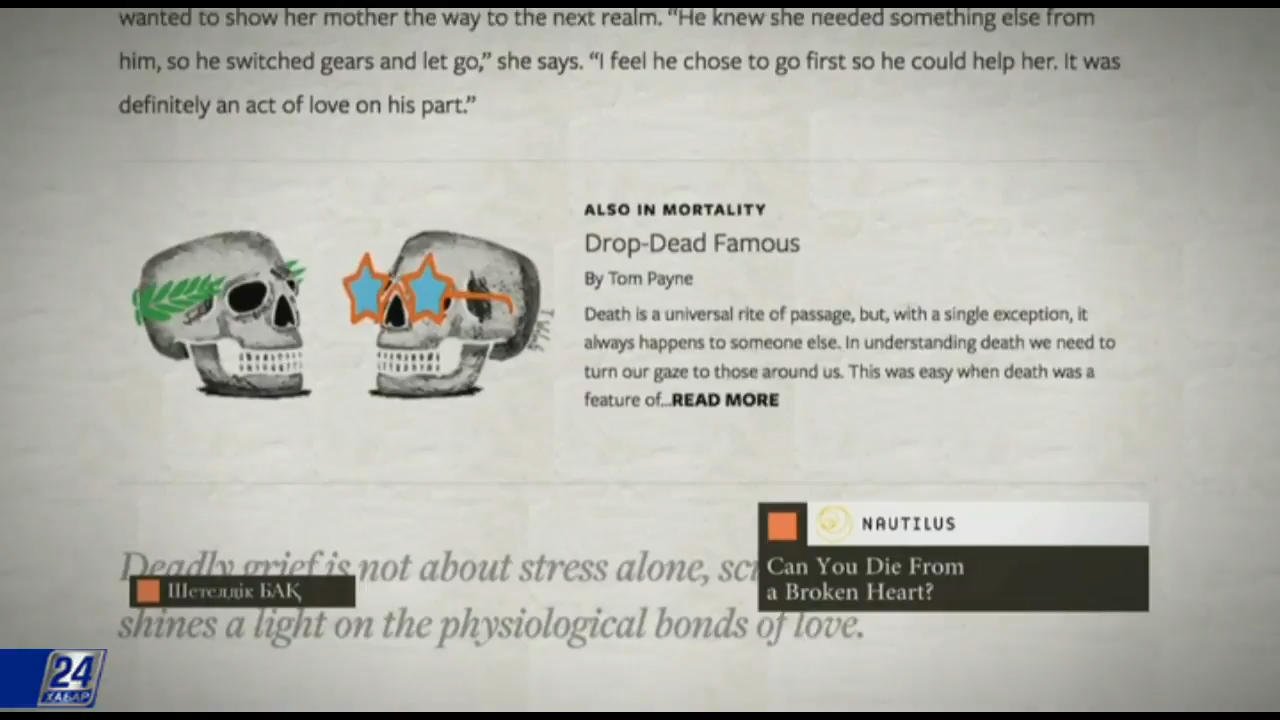 wanted to show her mother the way to the next realm. “He knew she needed something else from
him, so he switched gears and let go,” she says. “I feel he chose to go first so he could help her. It was
definitely an act of love on his part.”
ALSO IN MORTALITY
Drop-Dead Famous
By Tom Payne
Death is a universal rite of passage, but, with a single exception, it
always happens to someone else. In understanding death we need to
turn our gaze to those around us. This was easy when death was a
feature of...READ MORE
NAUTILUS
Can You Die From
a Broken Heart?
Deadly grief is not about stress alone,
Шетелдік БАҚ
shines a light on the physiological bonds of love.
24
ХАБАР